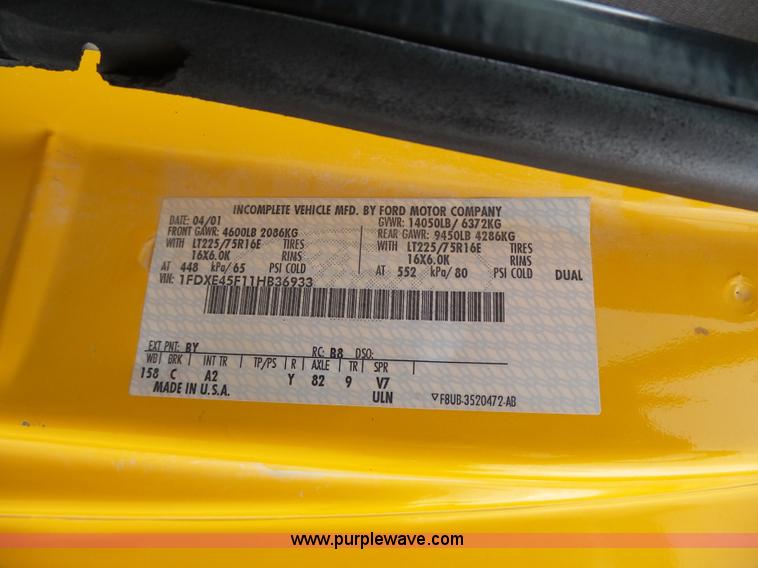 INCOMPLETE VEHICLE MFD. BY FORD MOTOR COMPANY
DATE: 04/01 GVWR: 14050LB/ 6372KG
FRONT GAWR: 4600LB 2086KG REAR GAWR: 9450LB 4286KG
WITH LT225/75R16E TIRES WITH LT225/75R16E TIRES
16X6.0K RINS 16X6.0K RINS
AT 448 kPa/ 65 PSI COLD AT 552 kPa/ 80 PSI COLD DUAL
VIN: 1FDXE45F11HB36933
EXT PNT: BY RC: B8 DSO:
WB BRK INT TR TP/PS R AXLE TR SPR
158 C A2 Y 82 9 V7
MADE IN U.S.A. ULN ▽F8UB-3520472-AB
www.purplewave.com